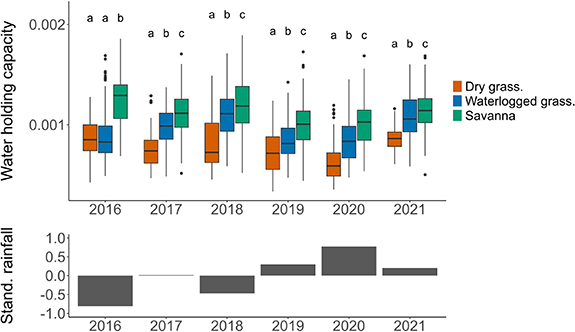 Water holding capacity
0.002
0.001
a a b
a b c
a b c
a b c
a b c
a b c
2016 2017 2018 2019 2020 2021
Dry grass.
Waterlogged grass.
Savanna
Stand. rainfall
1.0
0.5
0.0
-0.5
-1.0
2016 2017 2018 2019 2020 2021